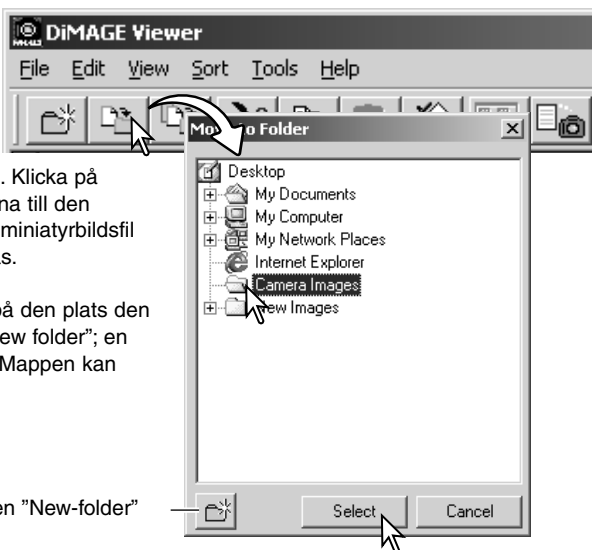 DiMAGE Viewer
File Edit View Sort Tools Help
to Folder
. Klicka på
na till den
miniatyrbildsfil
s.
på den plats den
ew folder”; en
Mappen kan
en ”New-folder”
Desktop
My Documents
My Computer
My Network Places
Internet Explorer
Camera Images
Images
Select Cancel